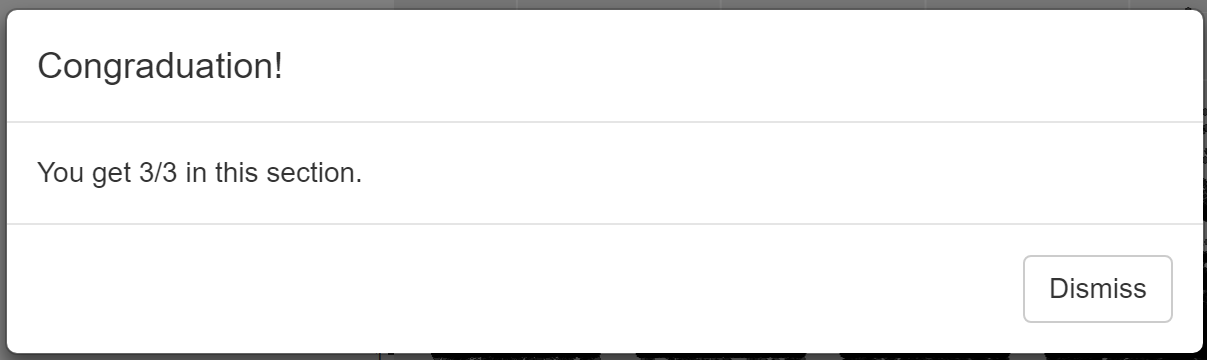 Congraduation!
You get 3/3 in this section.
Dismiss